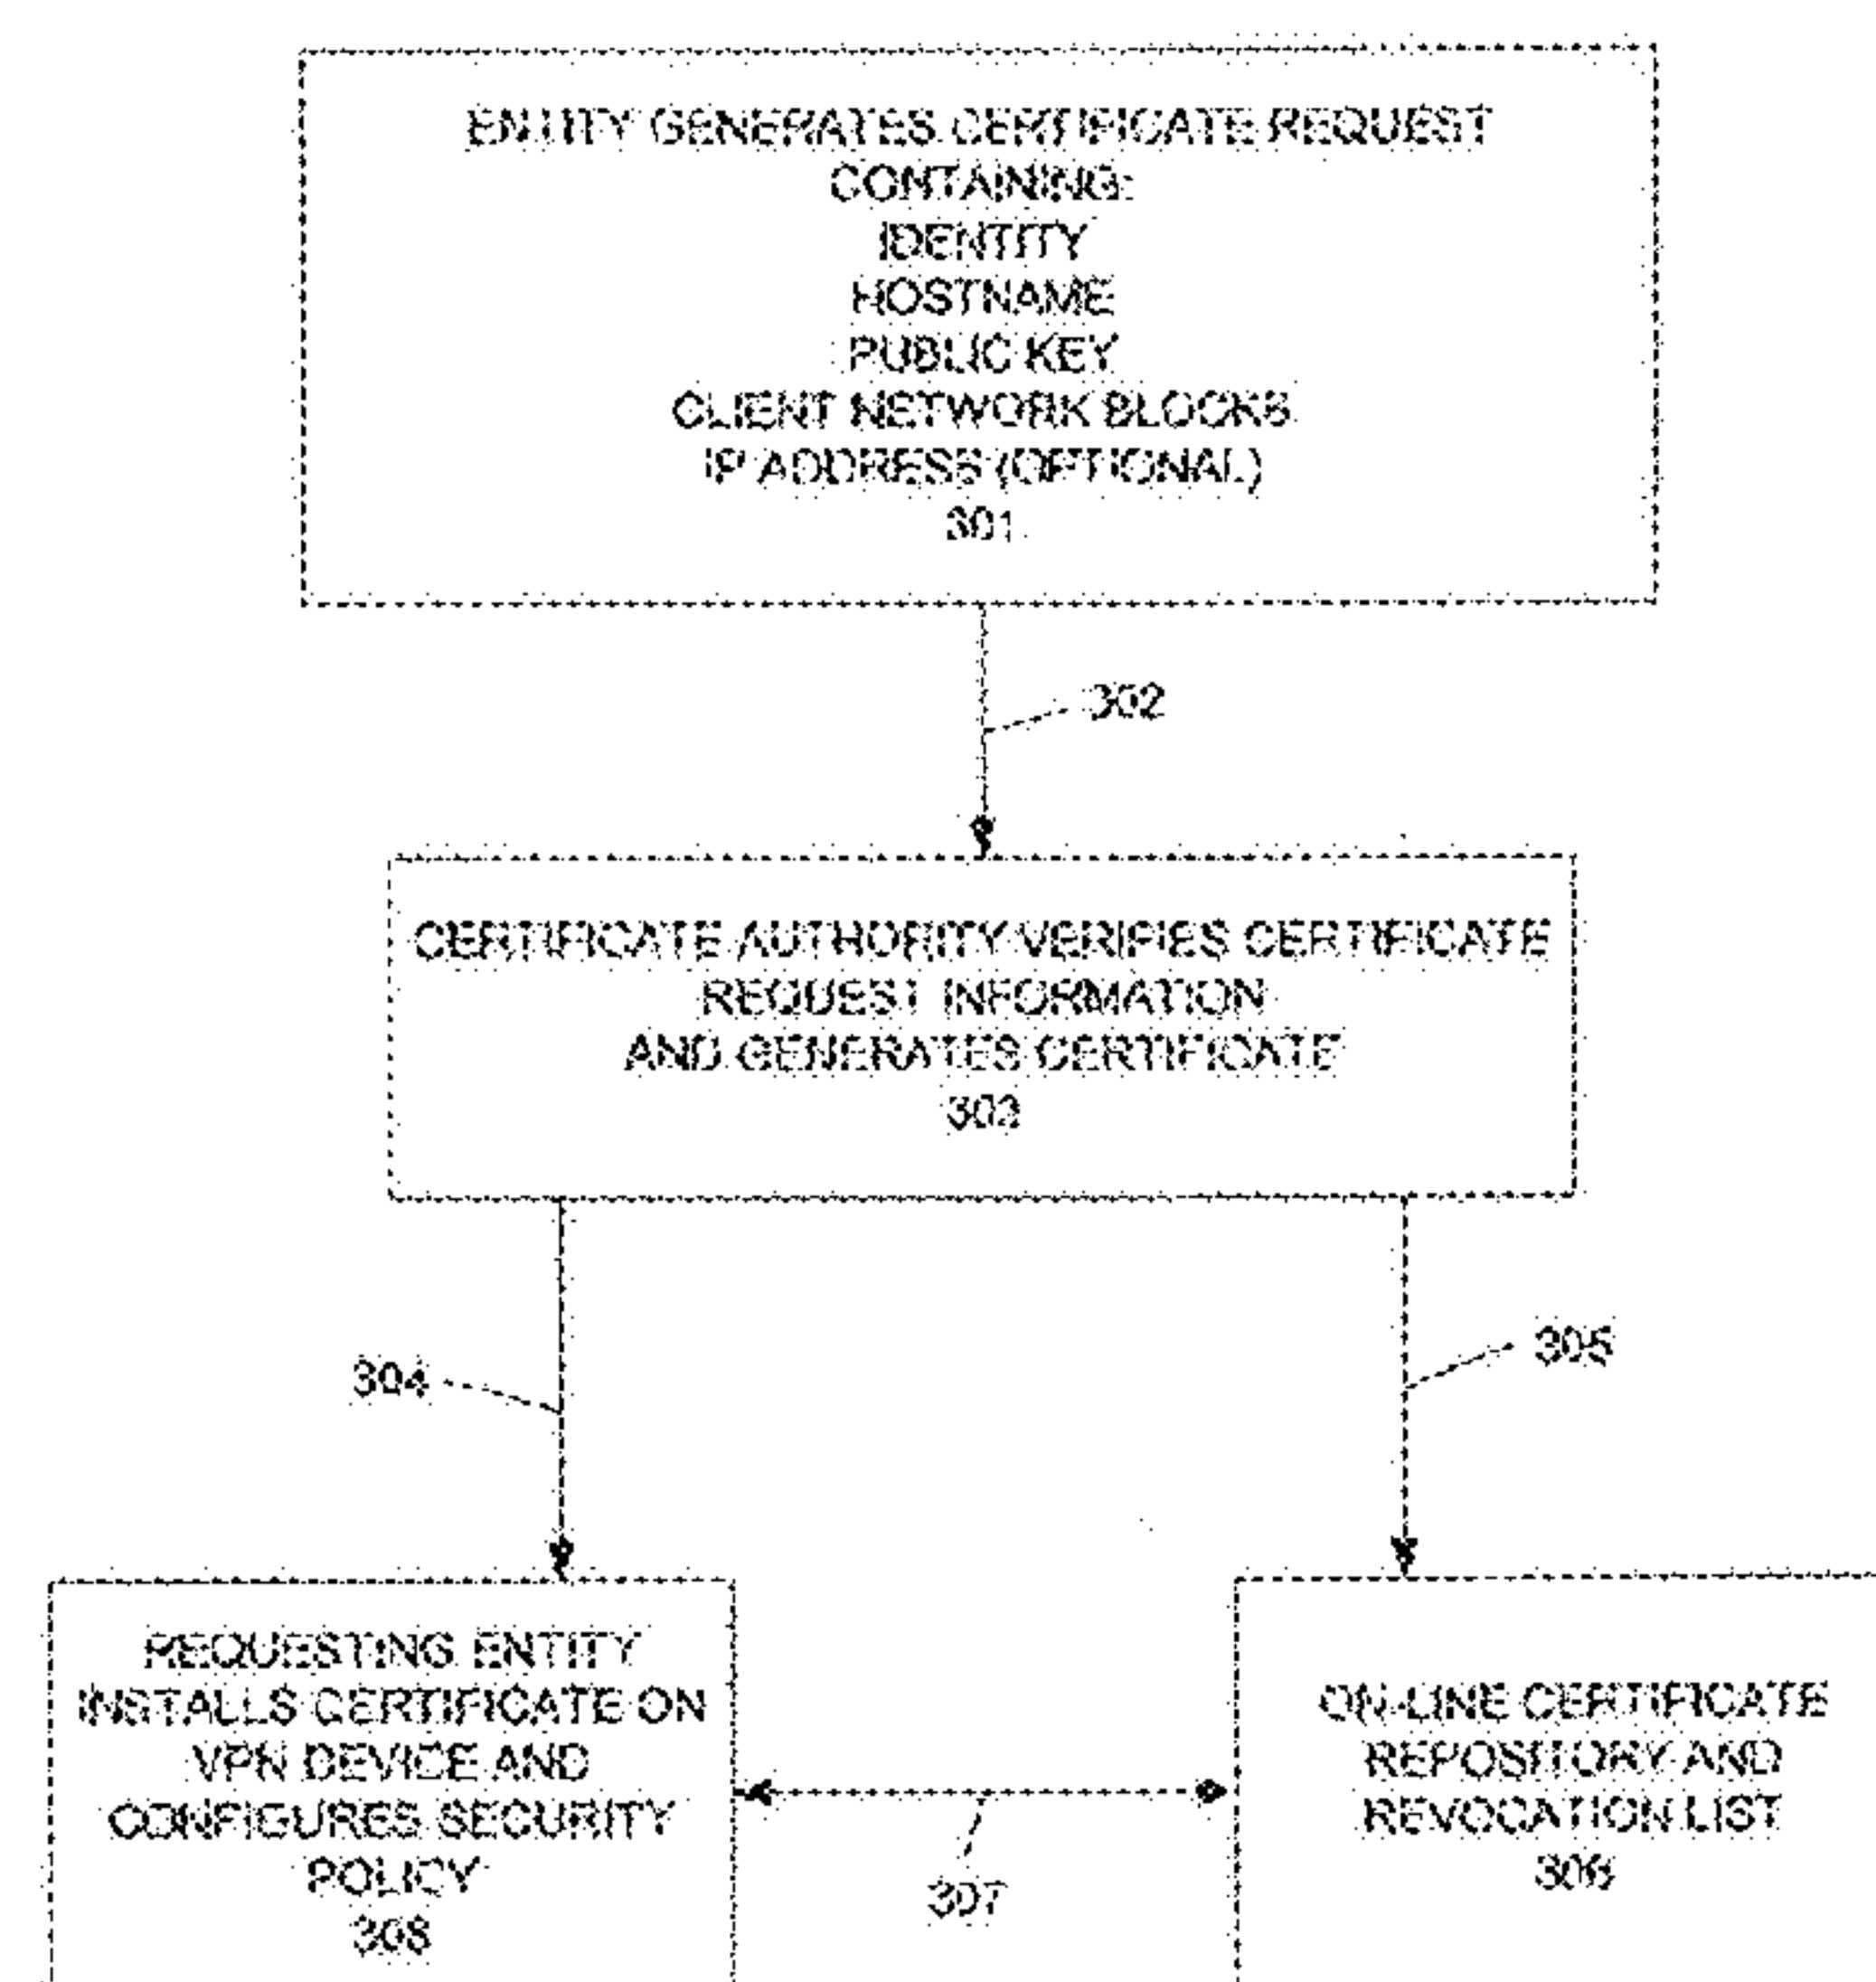 ENTITY GENERATES CERTIFICATE REQUEST
CONTAINING:
IDENTITY
HOSTNAME
PUBLIC KEY
CLIENT NETWORK BLOCKS
IP ADDRESS (OPTIONAL)
301
302
CERTIFICATE AUTHORITY VERIFIES CERTIFICATE
REQUEST INFORMATION
AND GENERATES CERTIFICATE
303
304
305
REQUESTING ENTITY
INSTALLS CERTIFICATE ON
VPN DEVICE AND
CONFIGURES SECURITY
POLICY
308
307
ON-LINE CERTIFICATE
REPOSITORY AND
REVOCATION LIST
306